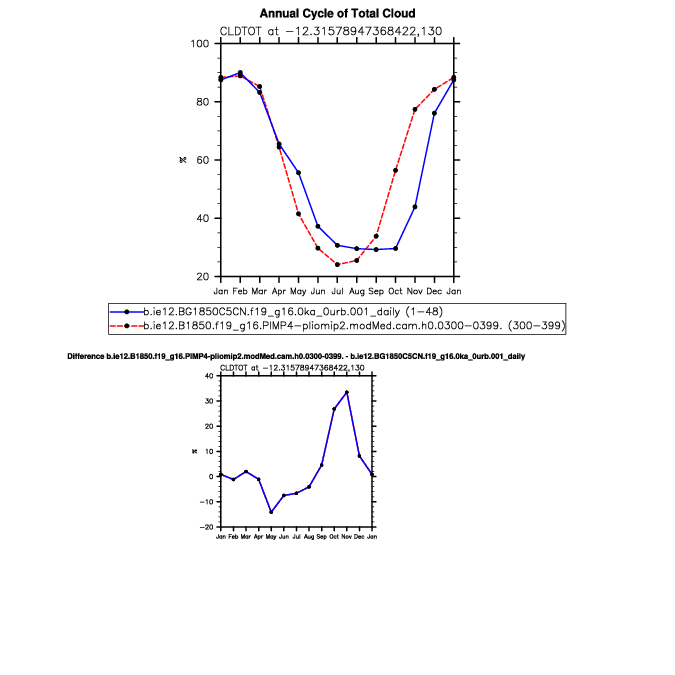 Annual Cycle of Total Cloud
CLDTOT at −12.31578947368422,130
100
80
60
40
20
%
Jan Feb Mar Apr May Jun Jul Aug Sep Oct Nov Dec Jan
b.ie12.BG1850C5CN.f19_g16.0ka_0urb.001_daily (1−48)
b.ie12.B1850.f19_g16.PIMP4−pliomip2.modMed.cam.h0.0300−0399. (300−399)
Difference b.ie12.B1850.f19_g16.PIMP4-pliomip2.modMed.cam.h0.0300-0399. - b.ie12.BG1850C5CN.f19_g16.0ka_0urb.001_daily
CLDTOT at −12.31578947368422,130
40
30
20
10
0
−10
−20
%
Jan Feb Mar Apr May Jun Jul Aug Sep Oct Nov Dec Jan